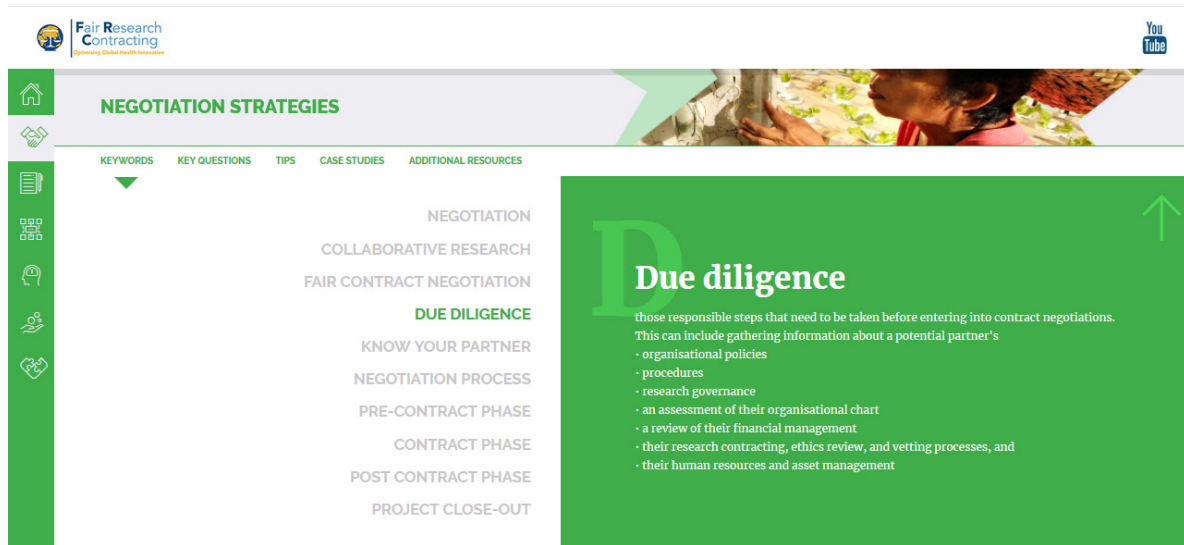 Fair Research
Contracting
Optimising Global Health Innovation
You
Tube
NEGOTIATION STRATEGIES
KEYWORDS KEY QUESTIONS TIPS CASE STUDIES ADDITIONAL RESOURCES
NEGOTIATION
COLLABORATIVE RESEARCH
FAIR CONTRACT NEGOTIATION
DUE DILIGENCE
KNOW YOUR PARTNER
NEGOTIATION PROCESS
PRE-CONTRACT PHASE
CONTRACT PHASE
POST CONTRACT PHASE
PROJECT CLOSE-OUT
D
Due diligence
those responsible steps that need to be taken before entering into contract negotiations.
This can include gathering information about a potential partner's
· organisational policies
· procedures
· research governance
· an assessment of their organisational chart
· a review of their financial management
· their research contracting, ethics review, and vetting processes, and
· their human resources and asset management